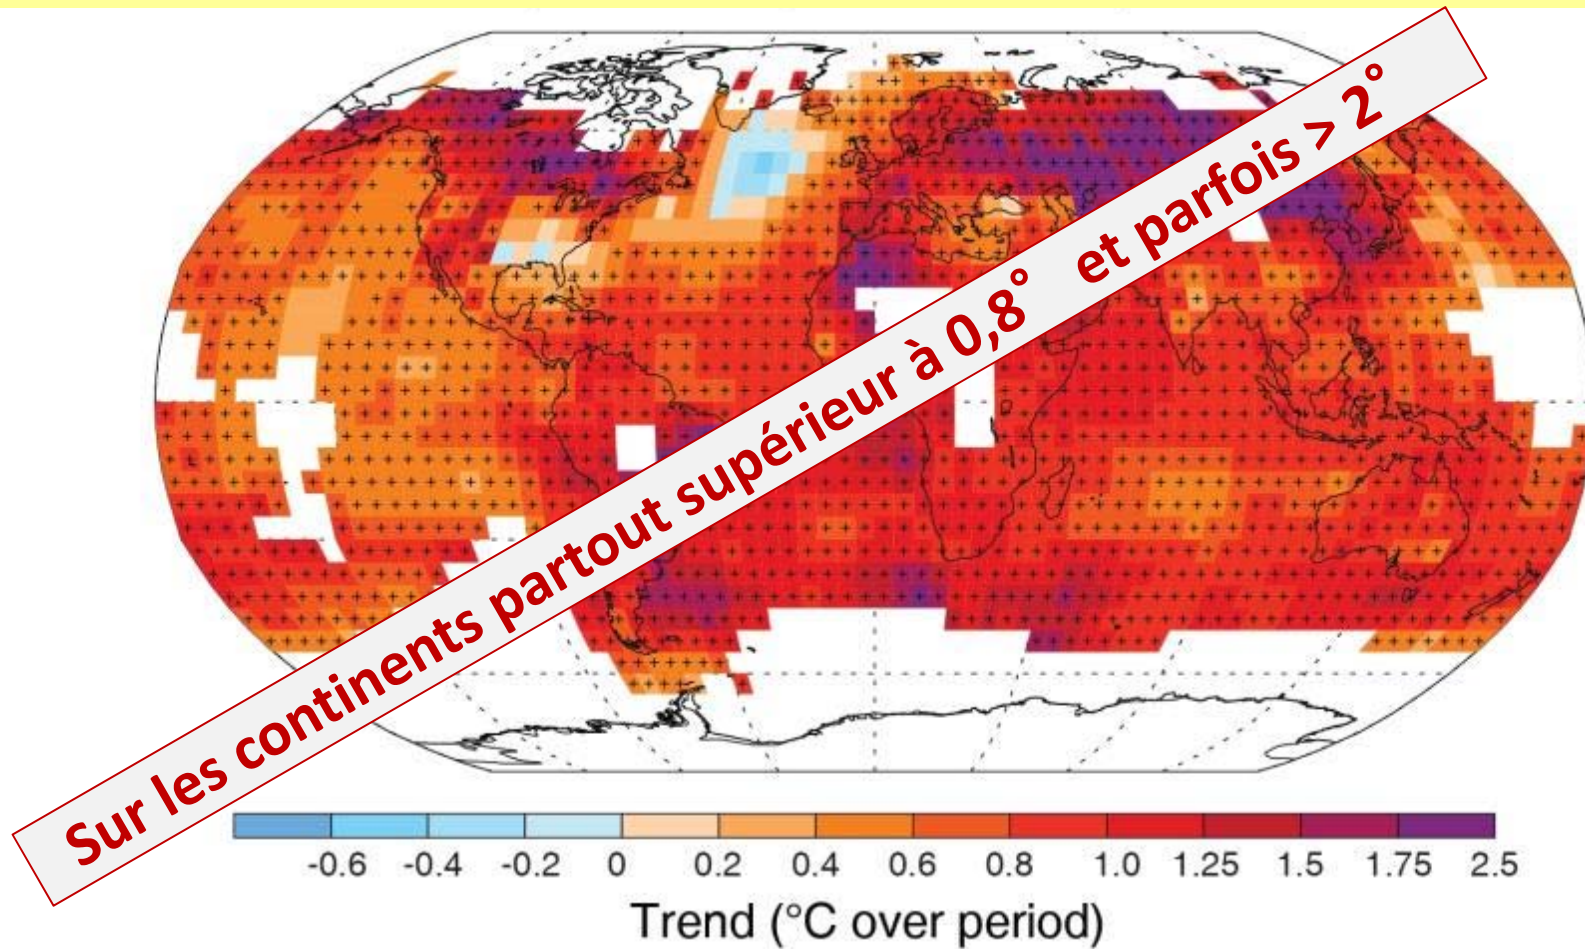 Sur les continents partout supérieur à 0,8° et parfois > 2°
-0.6 -0.4 -0.2 0 0.2 0.4 0.6 0.8 1.0 1.25 1.5 1.75 2.5
Trend (°C over period)